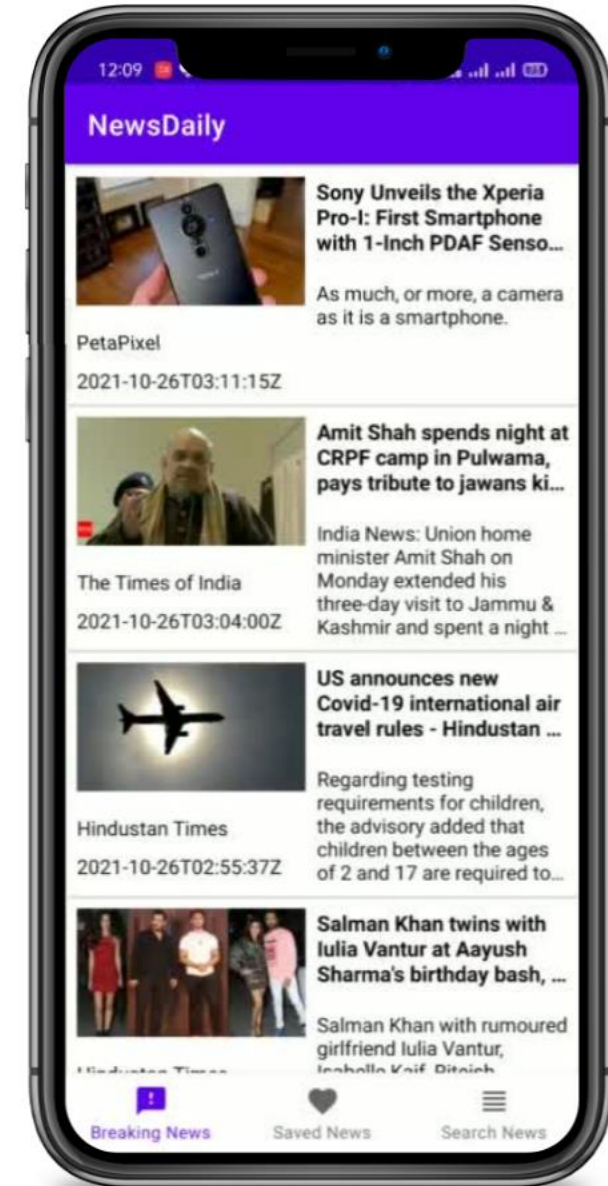 12:09
NewsDaily
Sony Unveils the Xperia
Pro-I: First Smartphone
with 1-Inch PDAF Senso...
As much, or more, a camera
as it is a smartphone.
PetaPixel
2021-10-26T03:11:15Z
Amit Shah spends night at
CRPF camp in Pulwama,
pays tribute to jawans ki...
India News: Union home
minister Amit Shah on
Monday extended his
three-day visit to Jammu &
Kashmir and spent a night ...
The Times of India
2021-10-26T03:04:00Z
US announces new
Covid-19 international air
travel rules - Hindustan ...
Regarding testing
requirements for children,
the advisory added that
children between the ages
of 2 and 17 are required to...
Hindustan Times
2021-10-26T02:55:37Z
Salman Khan twins with
Iulia Vantur at Aayush
Sharma's birthday bash, ...
Salman Khan with rumoured
girlfriend Iulia Vantur,
Isabelle Kaif, Riteish
Hindustan Times
Breaking News
Saved News
Search News